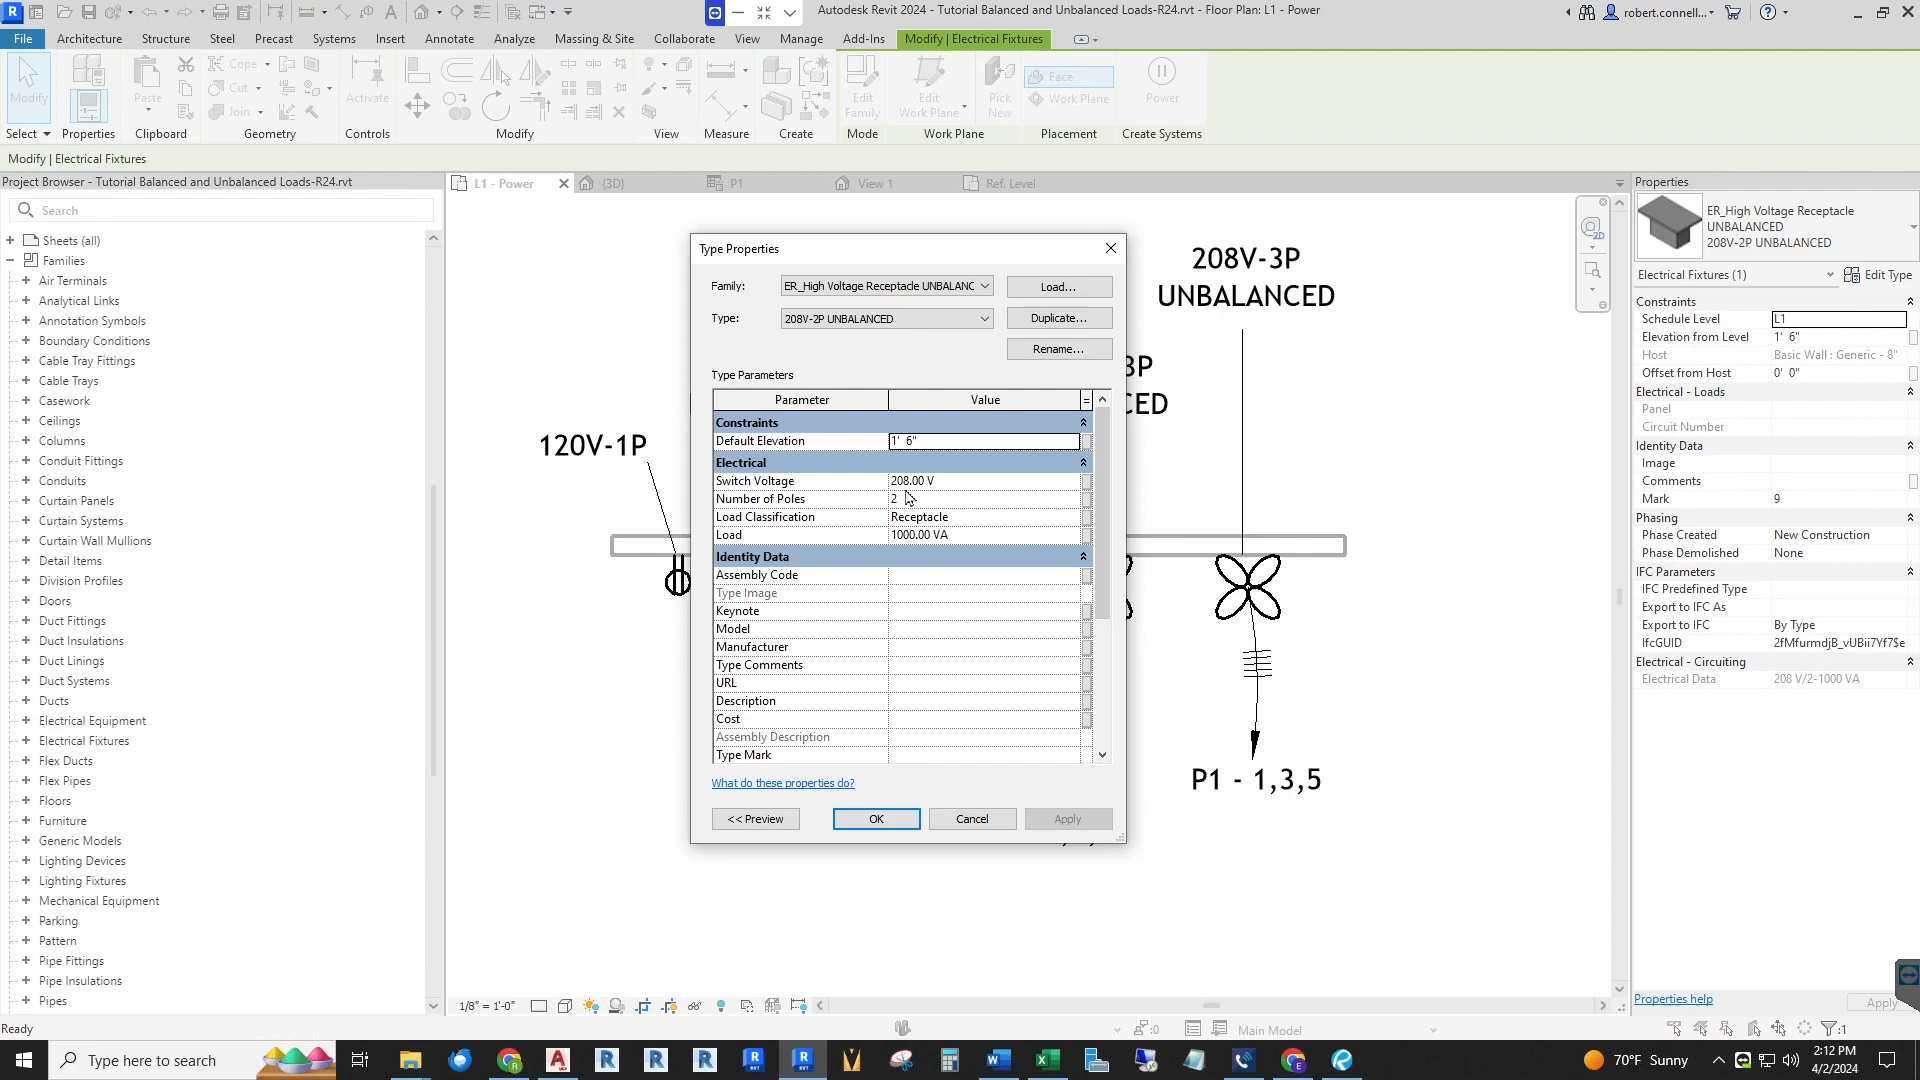 Autodesk Revit 2024 - Tutorial Balanced and Unbalanced Loads-R24.rvt - Floor Plan: L1 - Power
robert.connell...
File Architecture Structure Steel Precast Systems Insert Annotate Analyze Massing & Site Collaborate View Manage Add-Ins Modify | Electrical Fixtures
Modify
Paste
Cope
Cut
Join
Activate
Edit Family
Edit Work Plane
Pick New
Face
Work Plane
Power
Select Properties Clipboard Geometry Controls Modify View Measure Create Mode Work Plane Placement Create Systems
Modify | Electrical Fixtures
Project Browser - Tutorial Balanced and Unbalanced Loads-R24.rvt
Search
Sheets (all)
Families
Air Terminals
Analytical Links
Annotation Symbols
Boundary Conditions
Cable Tray Fittings
Cable Trays
Casework
Ceilings
Columns
Conduit Fittings
Conduits
Curtain Panels
Curtain Systems
Curtain Wall Mullions
Detail Items
Division Profiles
Doors
Duct Fittings
Duct Insulations
Duct Linings
Duct Systems
Ducts
Electrical Equipment
Electrical Fixtures
Flex Ducts
Flex Pipes
Floors
Furniture
Generic Models
Lighting Devices
Lighting Fixtures
Mechanical Equipment
Parking
Pattern
Pipe Fittings
Pipe Insulations
Pipes
L1 - Power {3D} P1 View 1 Ref. Level
120V-1P
3P
CED
208V-3P
UNBALANCED
P1 - 1,3,5
Type Properties
Family: ER_High Voltage Receptacle UNBALANC Load...
Type: 208V-2P UNBALANCED Duplicate...
Rename...
Type Parameters
Parameter Value =
Constraints
Default Elevation 1' 6"
Electrical
Switch Voltage 208.00 V
Number of Poles 2
Load Classification Receptacle
Load 1000.00 VA
Identity Data
Assembly Code
Type Image
Keynote
Model
Manufacturer
Type Comments
URL
Description
Cost
Assembly Description
Type Mark
What do these properties do?
<< Preview OK Cancel Apply
Properties
ER_High Voltage Receptacle
UNBALANCED
208V-2P UNBALANCED
Electrical Fixtures (1) Edit Type
Constraints
Schedule Level L1
Elevation from Level 1' 6"
Host Basic Wall : Generic - 8"
Offset from Host 0' 0"
Electrical - Loads
Panel
Circuit Number
Identity Data
Image
Comments
Mark 9
Phasing
Phase Created New Construction
Phase Demolished None
IFC Parameters
IFC Predefined Type
Export to IFC As
Export to IFC By Type
IfcGUID 2fMfurmdjB_vUBii7Yf7$e
Electrical - Circuiting
Electrical Data 208 V/2-1000 VA
Properties help Apply
1/8" = 1'-0"
Ready
:0 Main Model :1
Type here to search
70°F Sunny
2:12 PM
4/2/2024